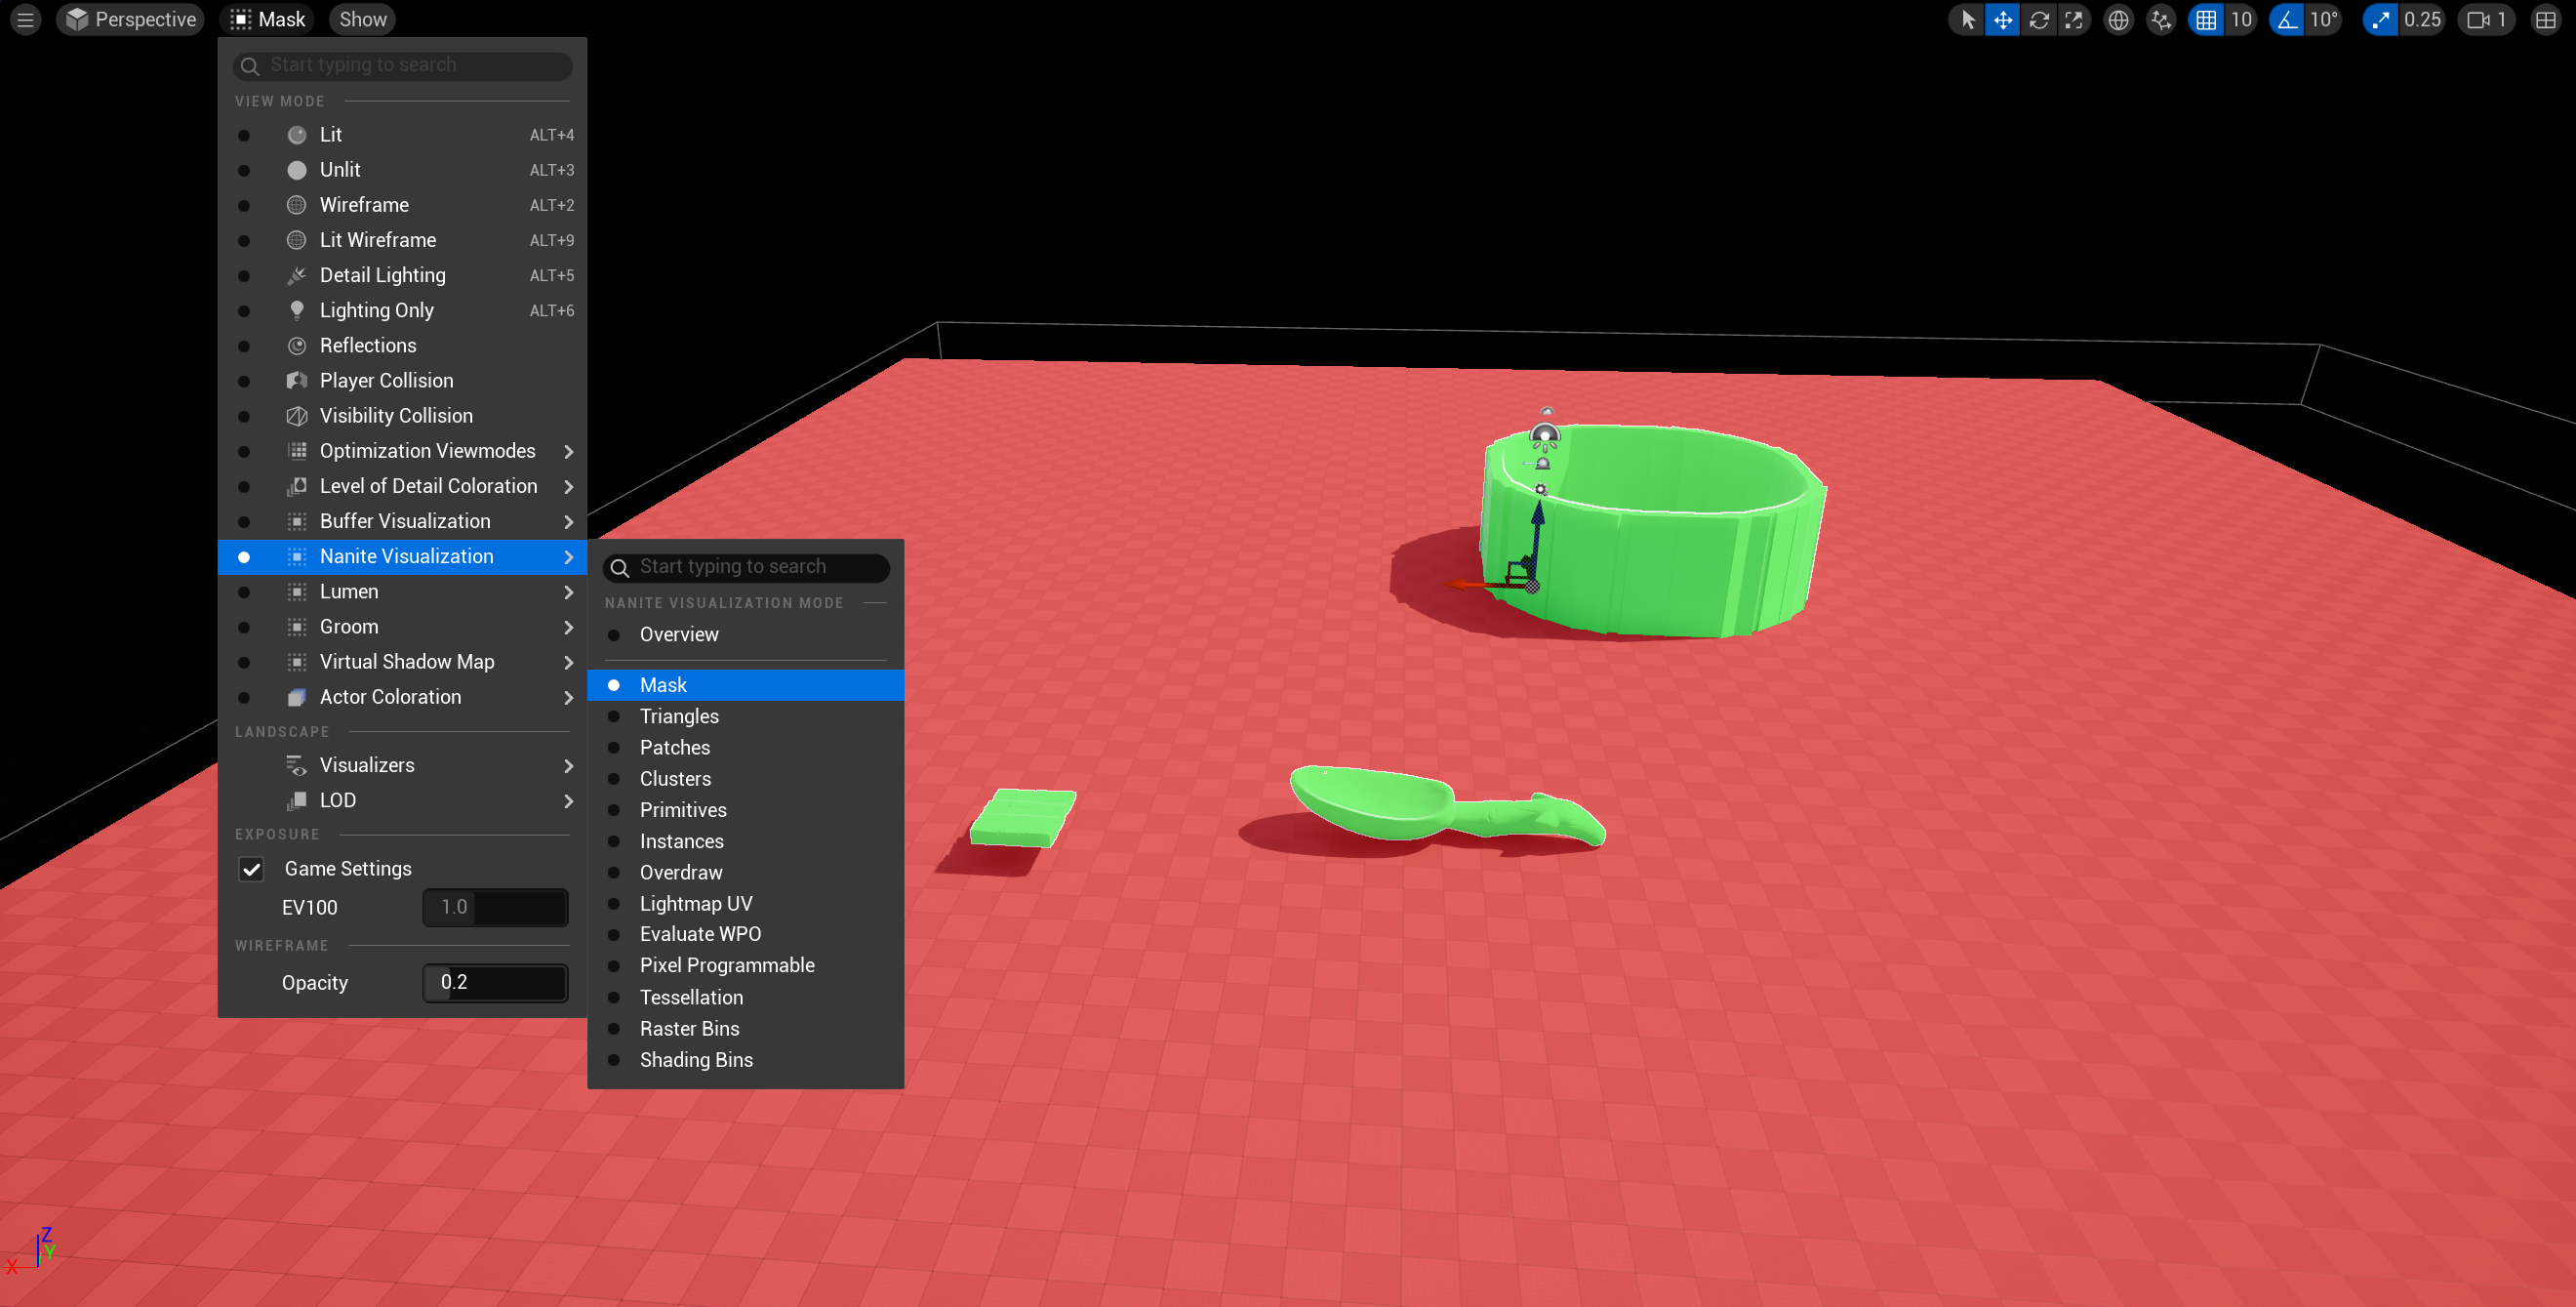 Perspective Mask Show 10 10° 0.25 1
Start typing to search
VIEW MODE
Lit ALT+4
Unlit ALT+3
Wireframe ALT+2
Lit Wireframe ALT+9
Detail Lighting ALT+5
Lighting Only ALT+6
Reflections
Player Collision
Visibility Collision
Optimization Viewmodes
Level of Detail Coloration
Buffer Visualization
Nanite Visualization
Lumen
Groom
Virtual Shadow Map
Actor Coloration
LANDSCAPE
Visualizers
LOD
EXPOSURE
Game Settings
EV100 1.0
WIREFRAME
Opacity 0.2
Start typing to search
NANITE VISUALIZATION MODE
Overview
Mask
Triangles
Patches
Clusters
Primitives
Instances
Overdraw
Lightmap UV
Evaluate WPO
Pixel Programmable
Tessellation
Raster Bins
Shading Bins
Z
Y
X